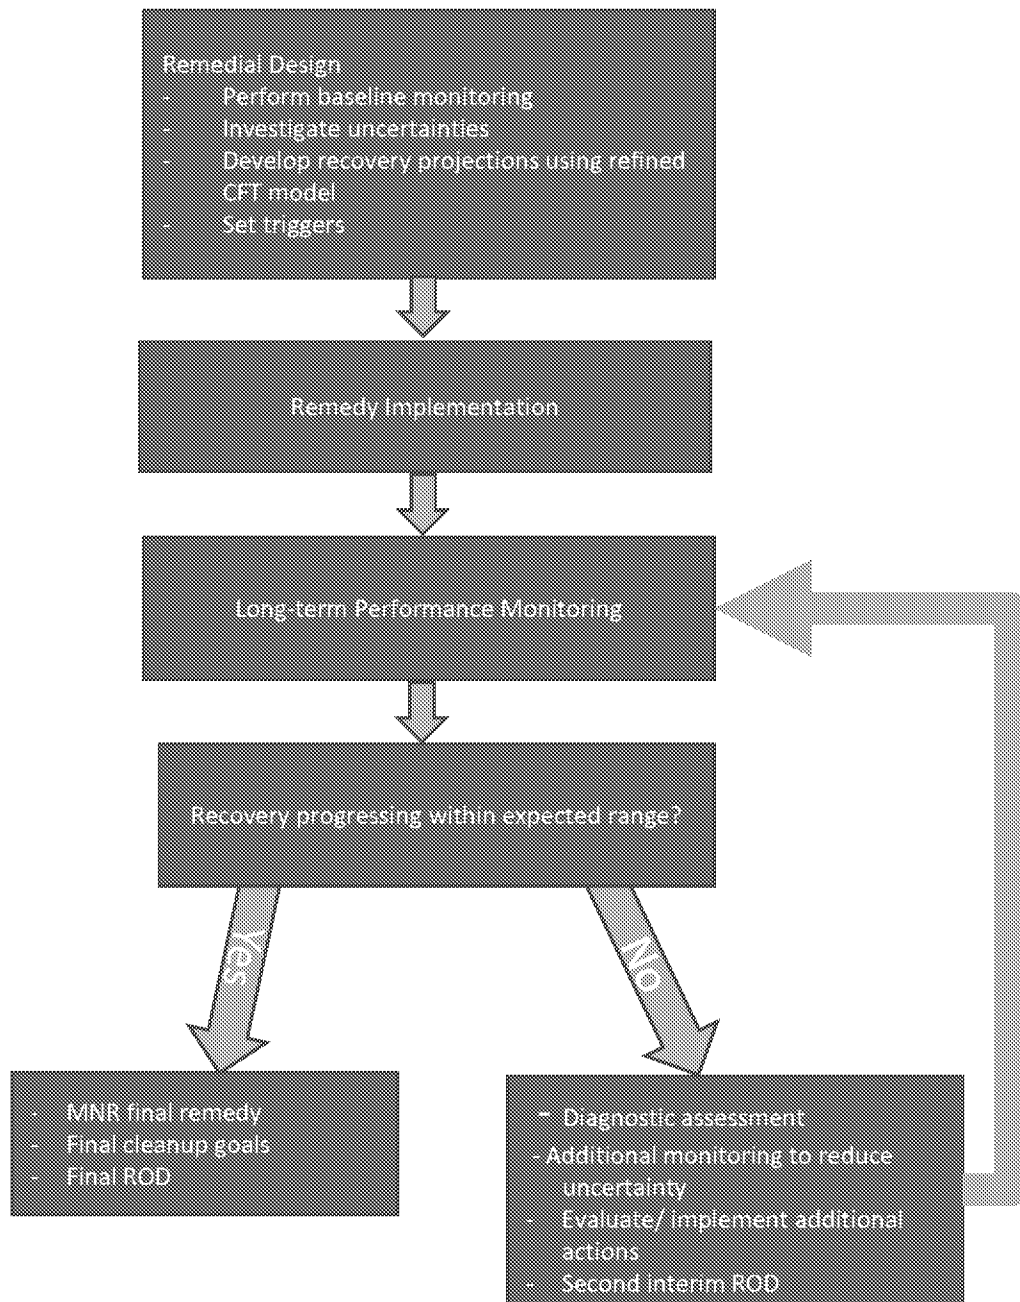 Remedial Design
- Perform baseline monitoring
- Investigate uncertainties
- Develop recovery projections using refined
CFT model
- Set triggers
Remedy Implementation
Long-term Performance Monitoring
Recovery progressing within expected range?
Yes
No
- MNR final remedy
- Final cleanup goals
- Final ROD
- Diagnostic assessment
- Additional monitoring to reduce
uncertainty
- Evaluate/ implement additional
actions
- Second interim ROD